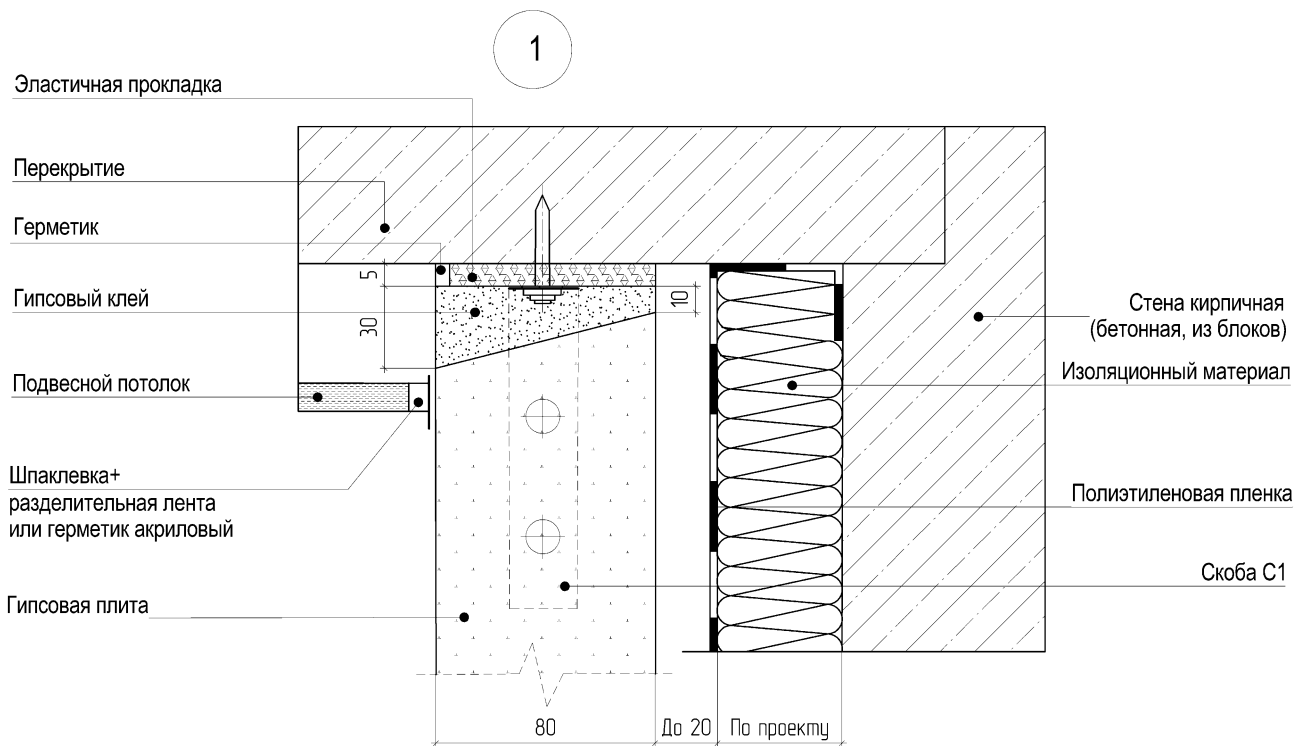 1
Эластичная прокладка
Перекрытие
Герметик
Гипсовый клей
Подвесной потолок
Шпаклевка+
разделительная лента
или герметик акриловый
Гипсовая плита
5
30
10
Стена кирпичная
(бетонная, из блоков)
Изоляционный материал
Полиэтиленовая пленка
Скоба С1
80
До 20
По проекту